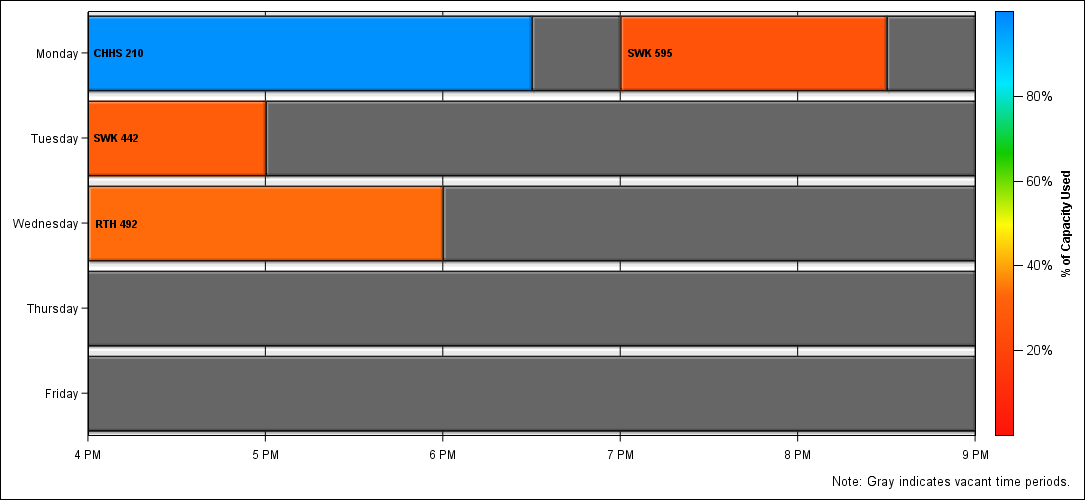 Monday
CHHS 210
SWK 595
Tuesday
SWK 442
Wednesday
RTH 492
Thursday
Friday
4 PM
5 PM
6 PM
7 PM
8 PM
9 PM
80%
60%
40%
20%
% of Capacity Used
Note: Gray indicates vacant time periods.